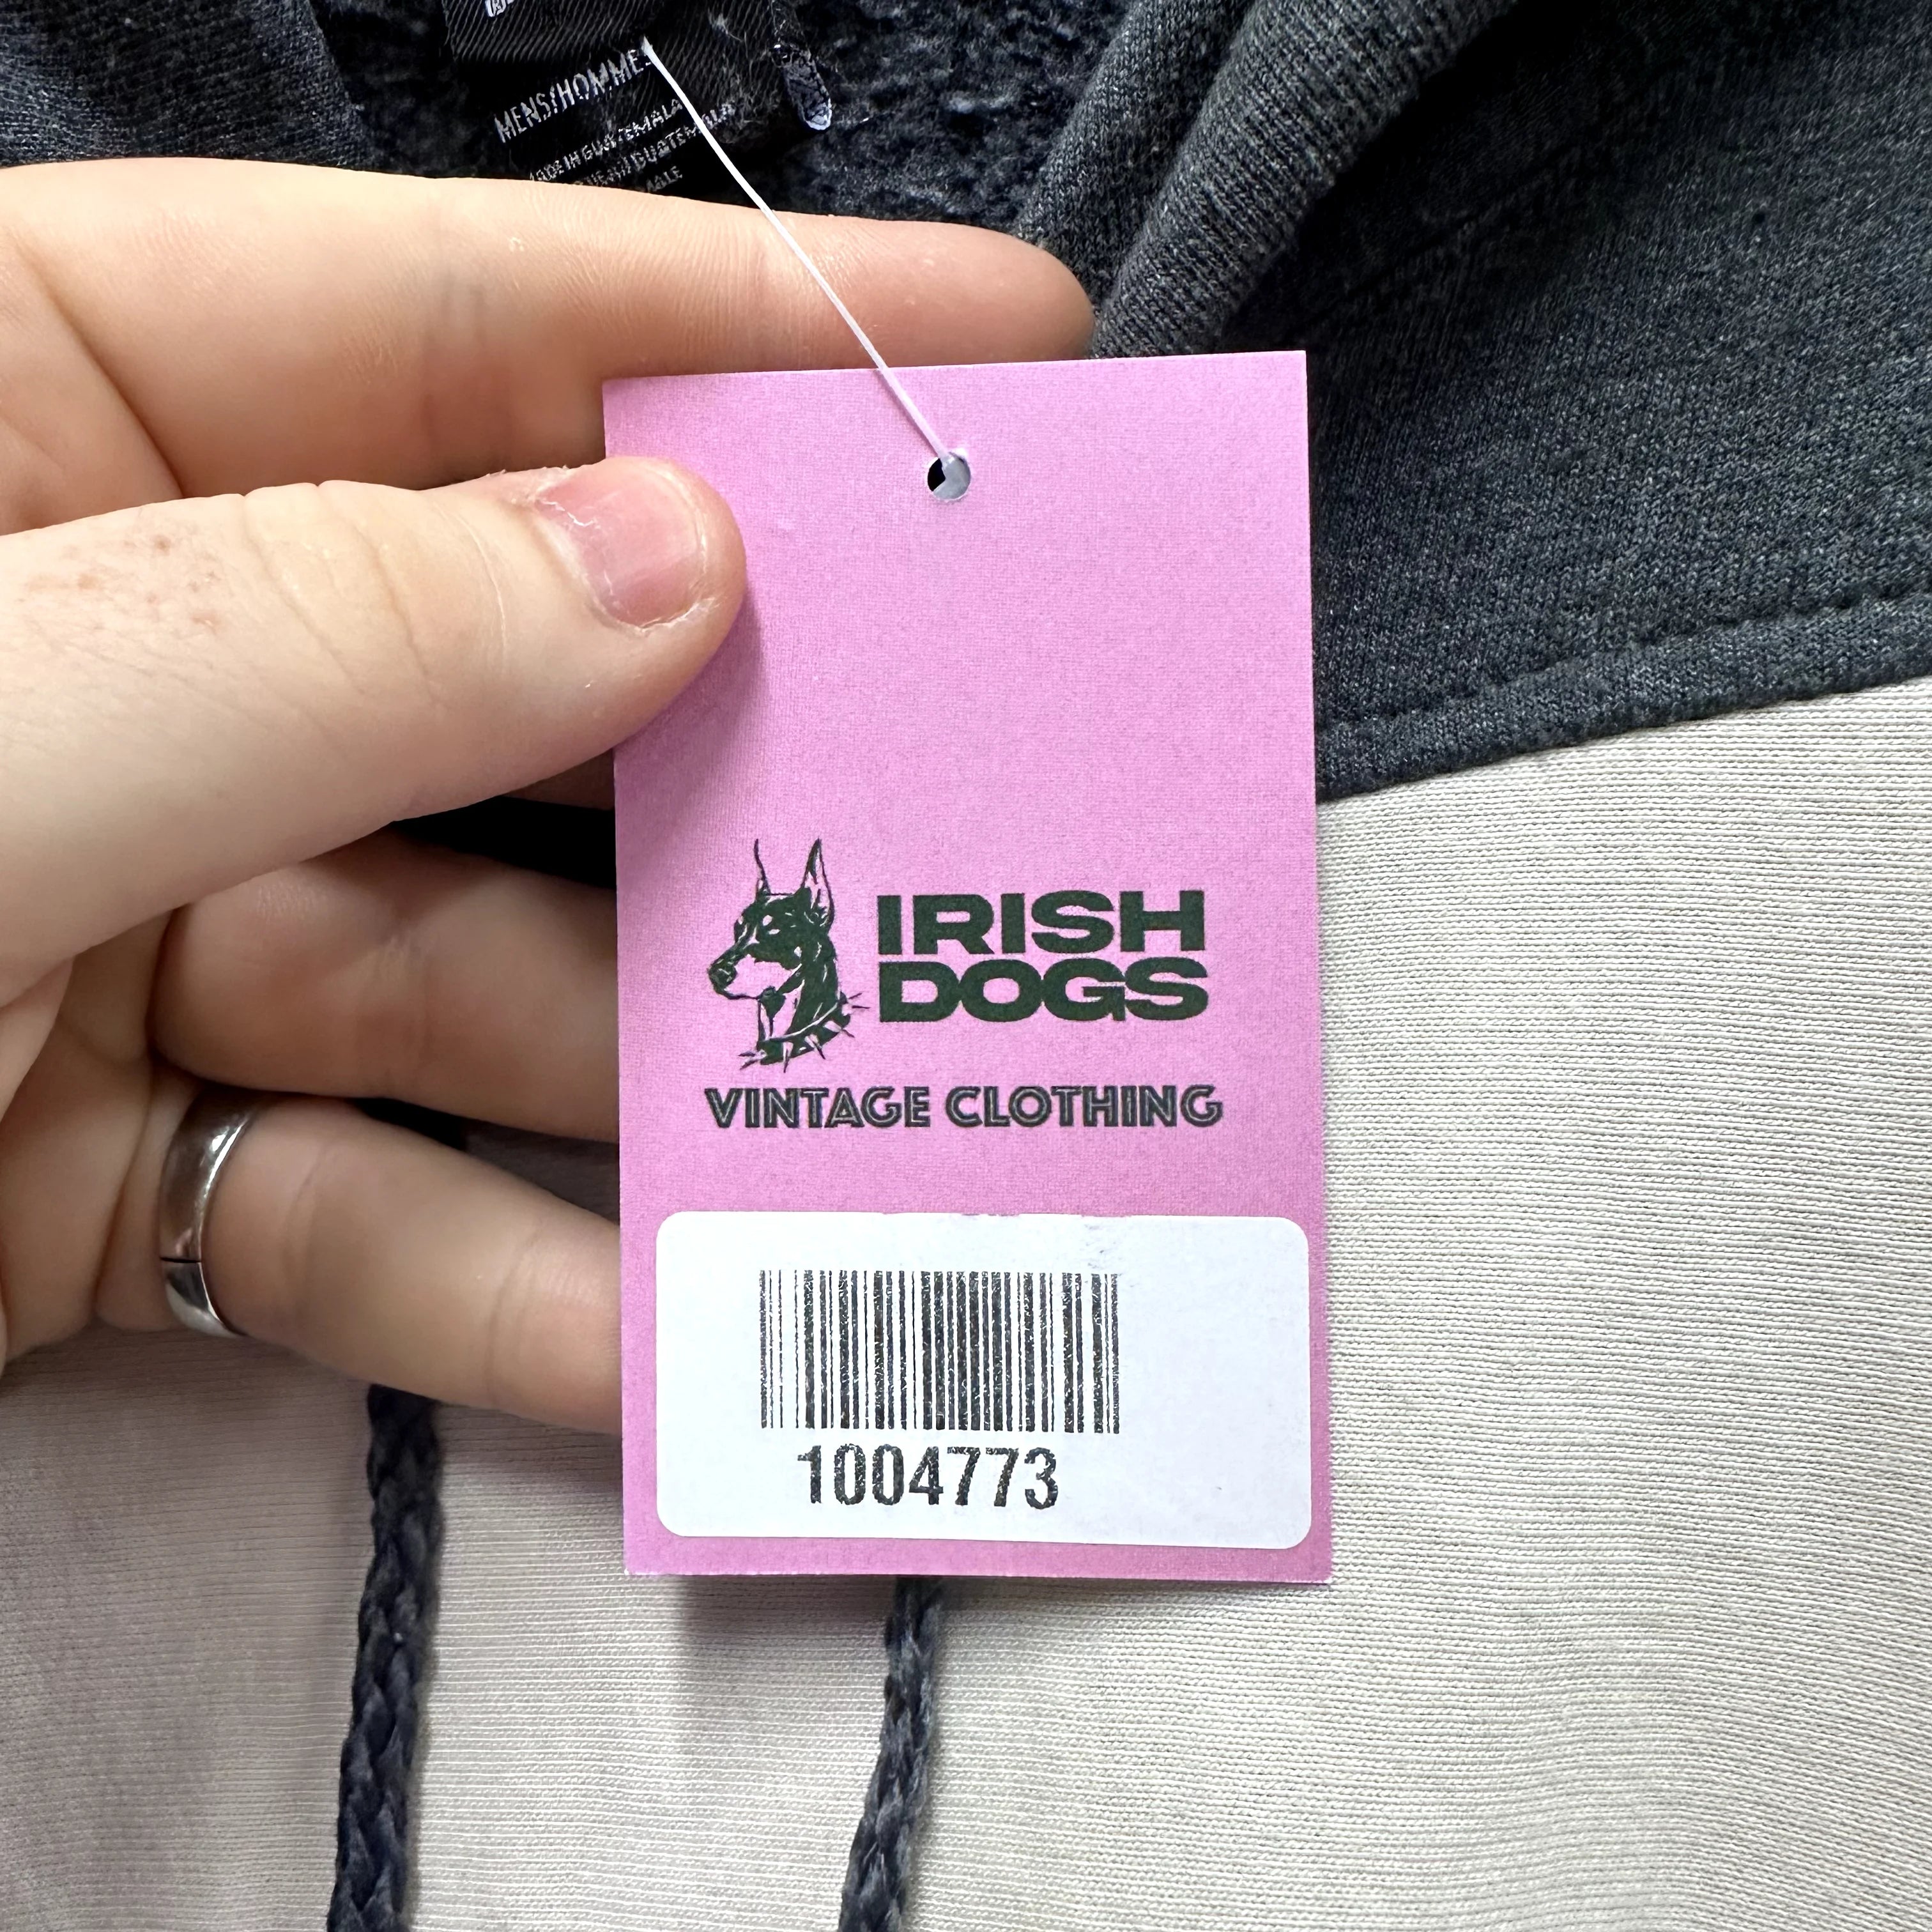 MENS/HOMMES
MADE IN GUATEMALA
IRISH
DOGS
VINTAGE CLOTHING
1004773